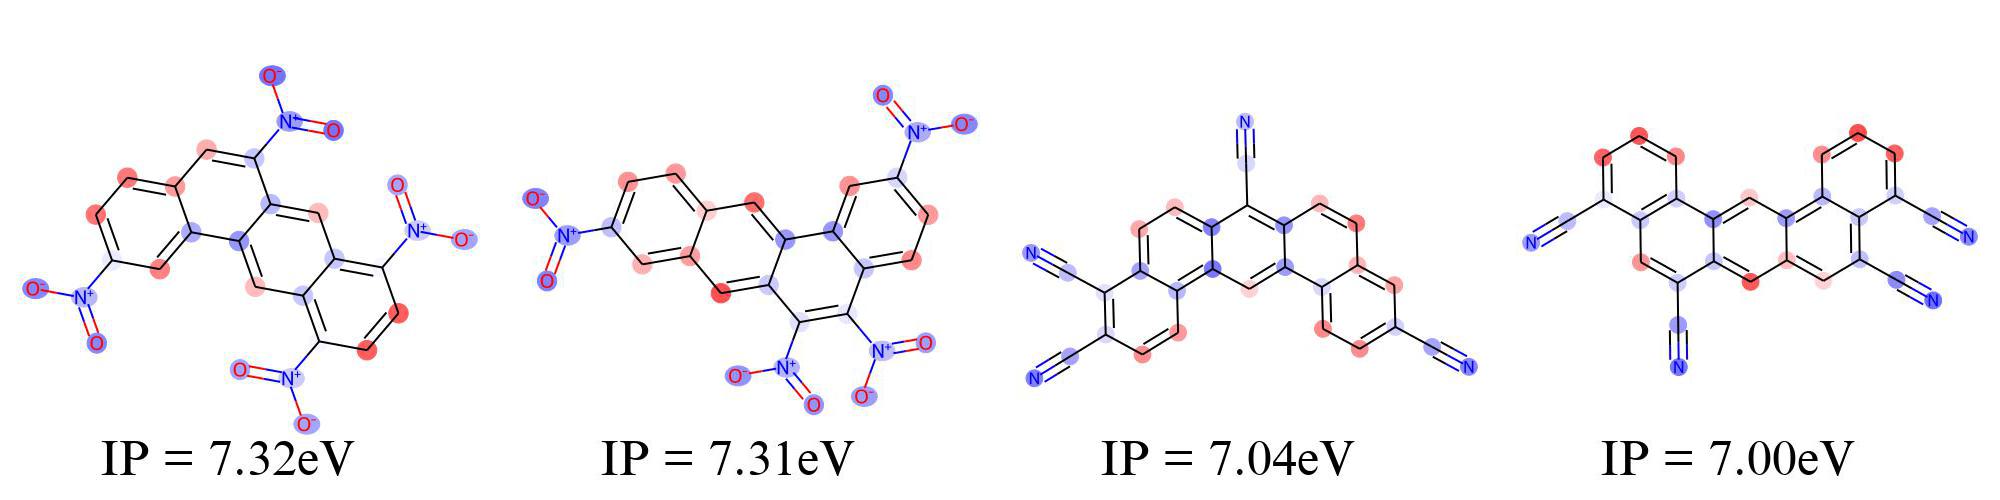 O⁻
N⁺
O
O
N⁺
O⁻
O⁻
N⁺
O
O
N⁺
O⁻
O
N⁺
O⁻
O⁻
N⁺
O
O⁻
N⁺
O
N⁺
O
O⁻
N
N
N
N
N
N
N
N
IP = 7.32eV IP = 7.31eV IP = 7.04eV IP = 7.00eV